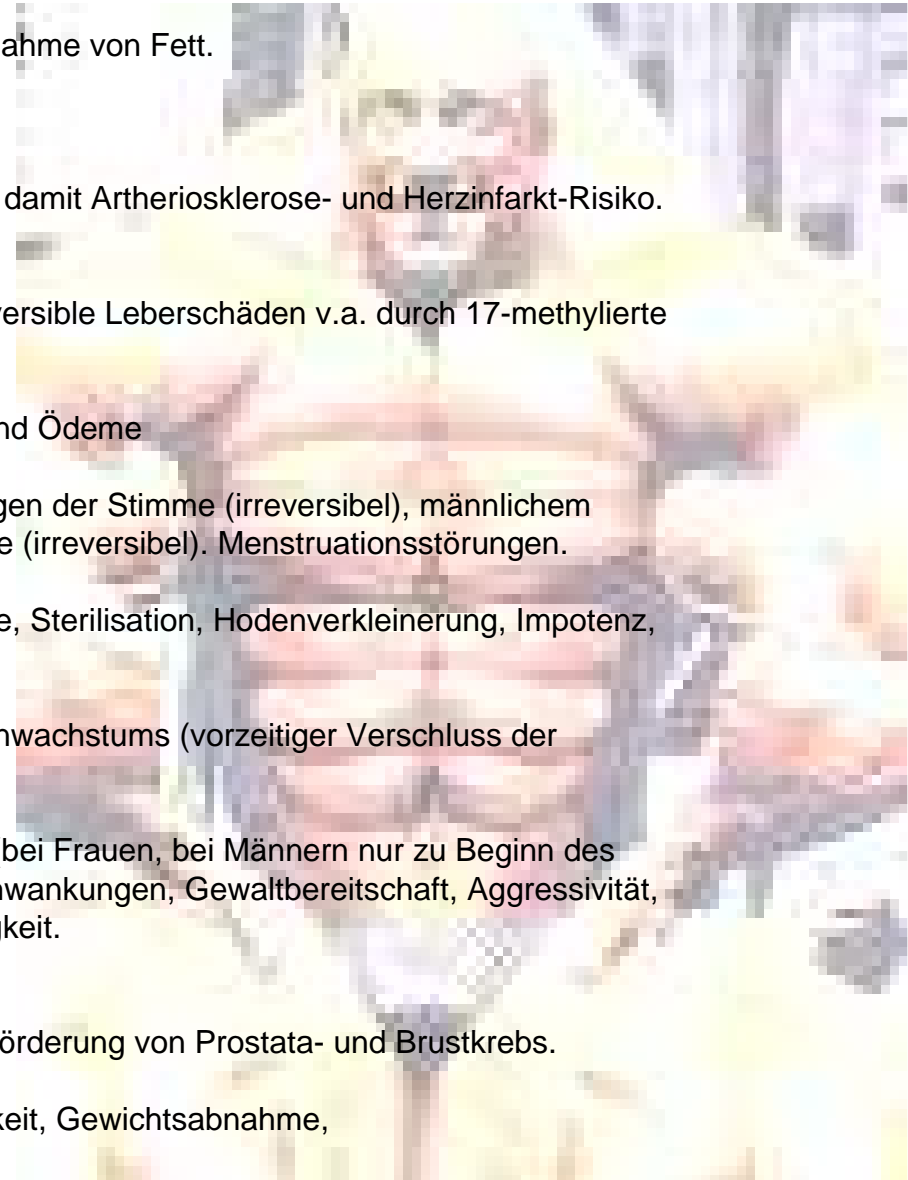 ahme von Fett.
damit Artheriosklerose- und Herzinfarkt-Risiko.
versible Leberschäden v.a. durch 17-methylierte
nd Ödeme
gen der Stimme (irreversibel), männlichem
e (irreversibel). Menstruationsstörungen.
e, Sterilisation, Hodenverkleinerung, Impotenz,
nwachstums (vorzeitiger Verschluss der
bei Frauen, bei Männern nur zu Beginn des
nwankungen, Gewaltbereitschaft, Aggressivität,
gkeit.
örderung von Prostata- und Brustkrebs.
keit, Gewichtsabnahme,